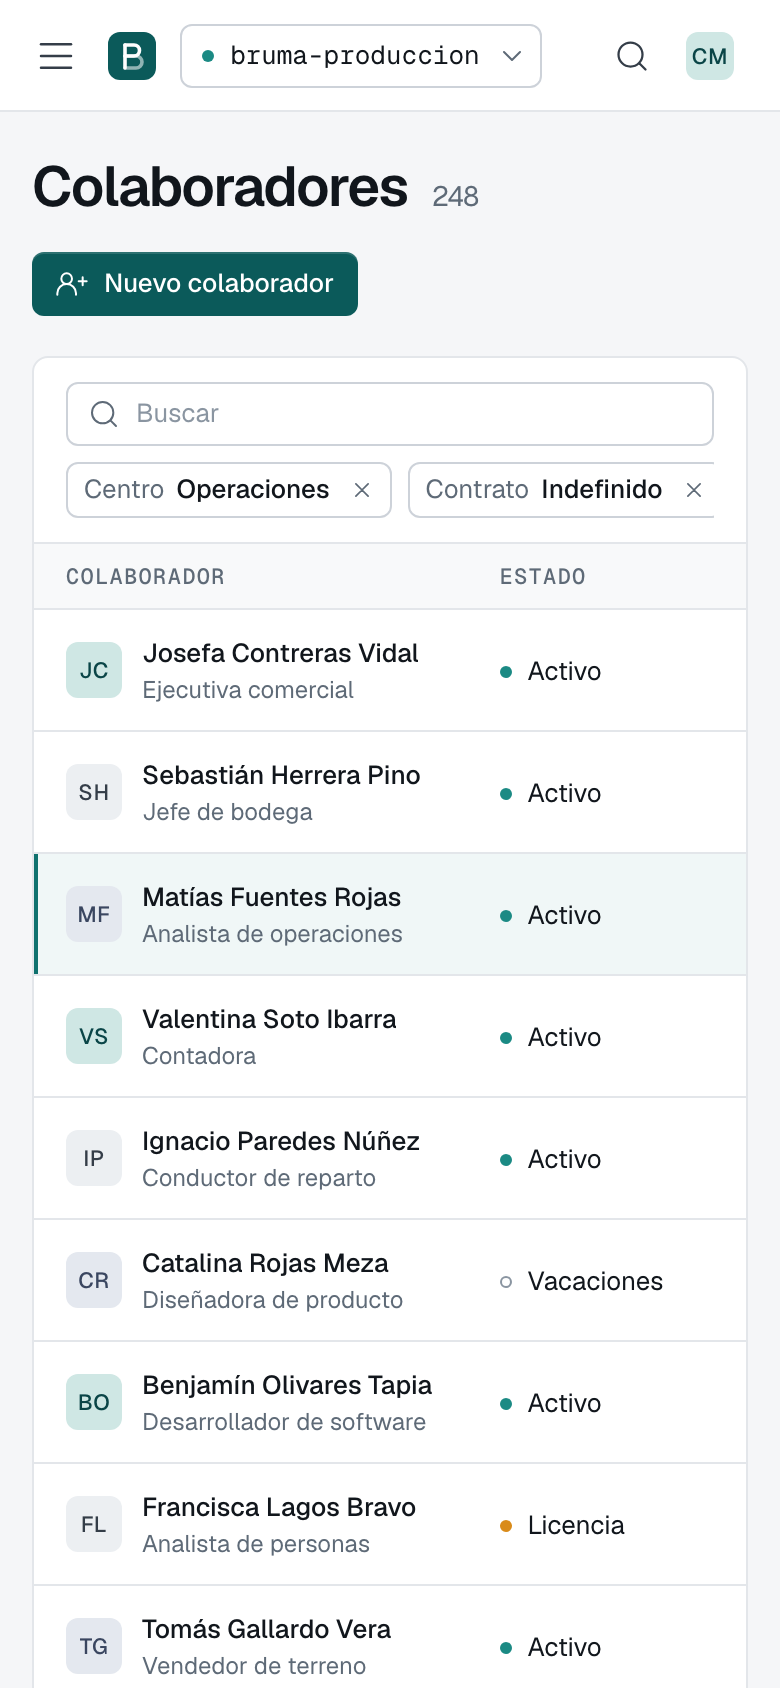 B bruma-produccion CM
Colaboradores 248
Nuevo colaborador
Buscar
Centro Operaciones Contrato Indefinido
COLABORADOR ESTADO
JC Josefa Contreras Vidal Activo
Ejecutiva comercial
SH Sebastián Herrera Pino Activo
Jefe de bodega
MF Matías Fuentes Rojas Activo
Analista de operaciones
VS Valentina Soto Ibarra Activo
Contadora
IP Ignacio Paredes Núñez Activo
Conductor de reparto
CR Catalina Rojas Meza Vacaciones
Diseñadora de producto
BO Benjamín Olivares Tapia Activo
Desarrollador de software
FL Francisca Lagos Bravo Licencia
Analista de personas
TG Tomás Gallardo Vera Activo
Vendedor de terreno